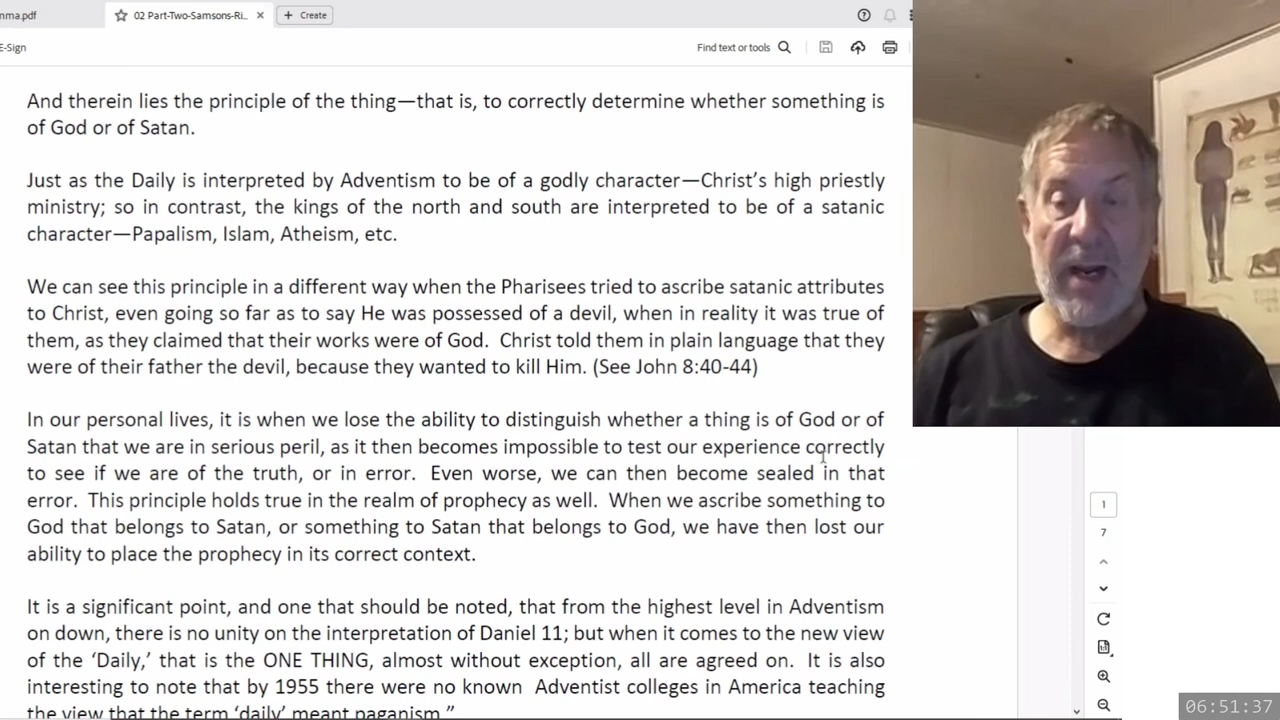 mma.pdf
02 Part-Two-Samsons-Ri...
Create
E-Sign
Find text or tools
And therein lies the principle of the thing—that is, to correctly determine whether something is
of God or of Satan.
Just as the Daily is interpreted by Adventism to be of a godly character—Christ’s high priestly
ministry; so in contrast, the kings of the north and south are interpreted to be of a satanic
character—Papalism, Islam, Atheism, etc.
We can see this principle in a different way when the Pharisees tried to ascribe satanic attributes
to Christ, even going so far as to say He was possessed of a devil, when in reality it was true of
them, as they claimed that their works were of God.  Christ told them in plain language that they
were of their father the devil, because they wanted to kill Him. (See John 8:40-44)
In our personal lives, it is when we lose the ability to distinguish whether a thing is of God or of
Satan that we are in serious peril, as it then becomes impossible to test our experience correctly
to see if we are of the truth, or in error.  Even worse, we can then become sealed in that
error.  This principle holds true in the realm of prophecy as well.  When we ascribe something to
God that belongs to Satan, or something to Satan that belongs to God, we have then lost our
ability to place the prophecy in its correct context.
It is a significant point, and one that should be noted, that from the highest level in Adventism
on down, there is no unity on the interpretation of Daniel 11; but when it comes to the new view
of the ‘Daily,’ that is the ONE THING, almost without exception, all are agreed on.  It is also
interesting to note that by 1955 there were no known  Adventist colleges in America teaching
the view that the term ‘daily’ meant paganism.”
1
7
06:51:37